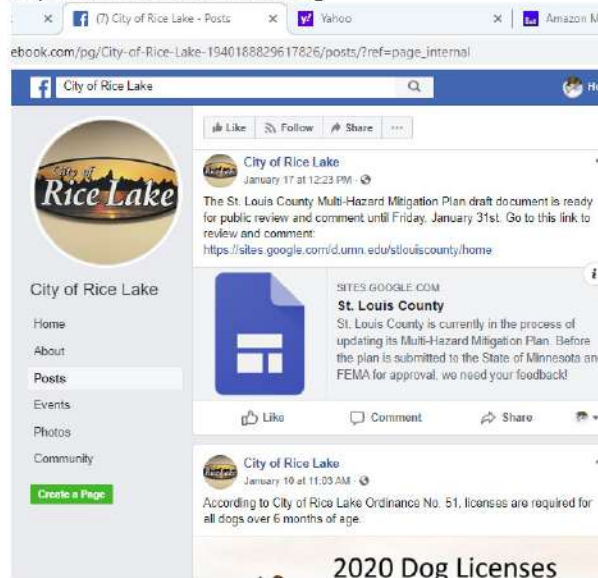 (7) City of Rice Lake - Posts
Yahoo
Amazon M
ebook.com/pg/City-of-Rice-Lake-1940188829617826/posts/?ref=page_internal
City of Rice Lake
Like Follow Share
City of
Rice Lake
City of Rice Lake
January 17 at 12:23 PM
The St. Louis County Multi-Hazard Mitigation Plan draft document is ready
for public review and comment until Friday, January 31st. Go to this link to
review and comment:
https://sites.google.com/d.umn.edu/stlouiscounty/home
SITES.GOOGLE.COM
St. Louis County
St. Louis County is currently in the process of
updating its Multi-Hazard Mitigation Plan. Before
the plan is submitted to the State of Minnesota an
FEMA for approval, we need your feedback!
Like Comment Share
City of Rice Lake
Home
About
Posts
Events
Photos
Community
Create a Page
City of Rice Lake
January 10 at 11:03 AM
According to City of Rice Lake Ordinance No. 51, licenses are required for
all dogs over 6 months of age.
2020 Dog Licenses